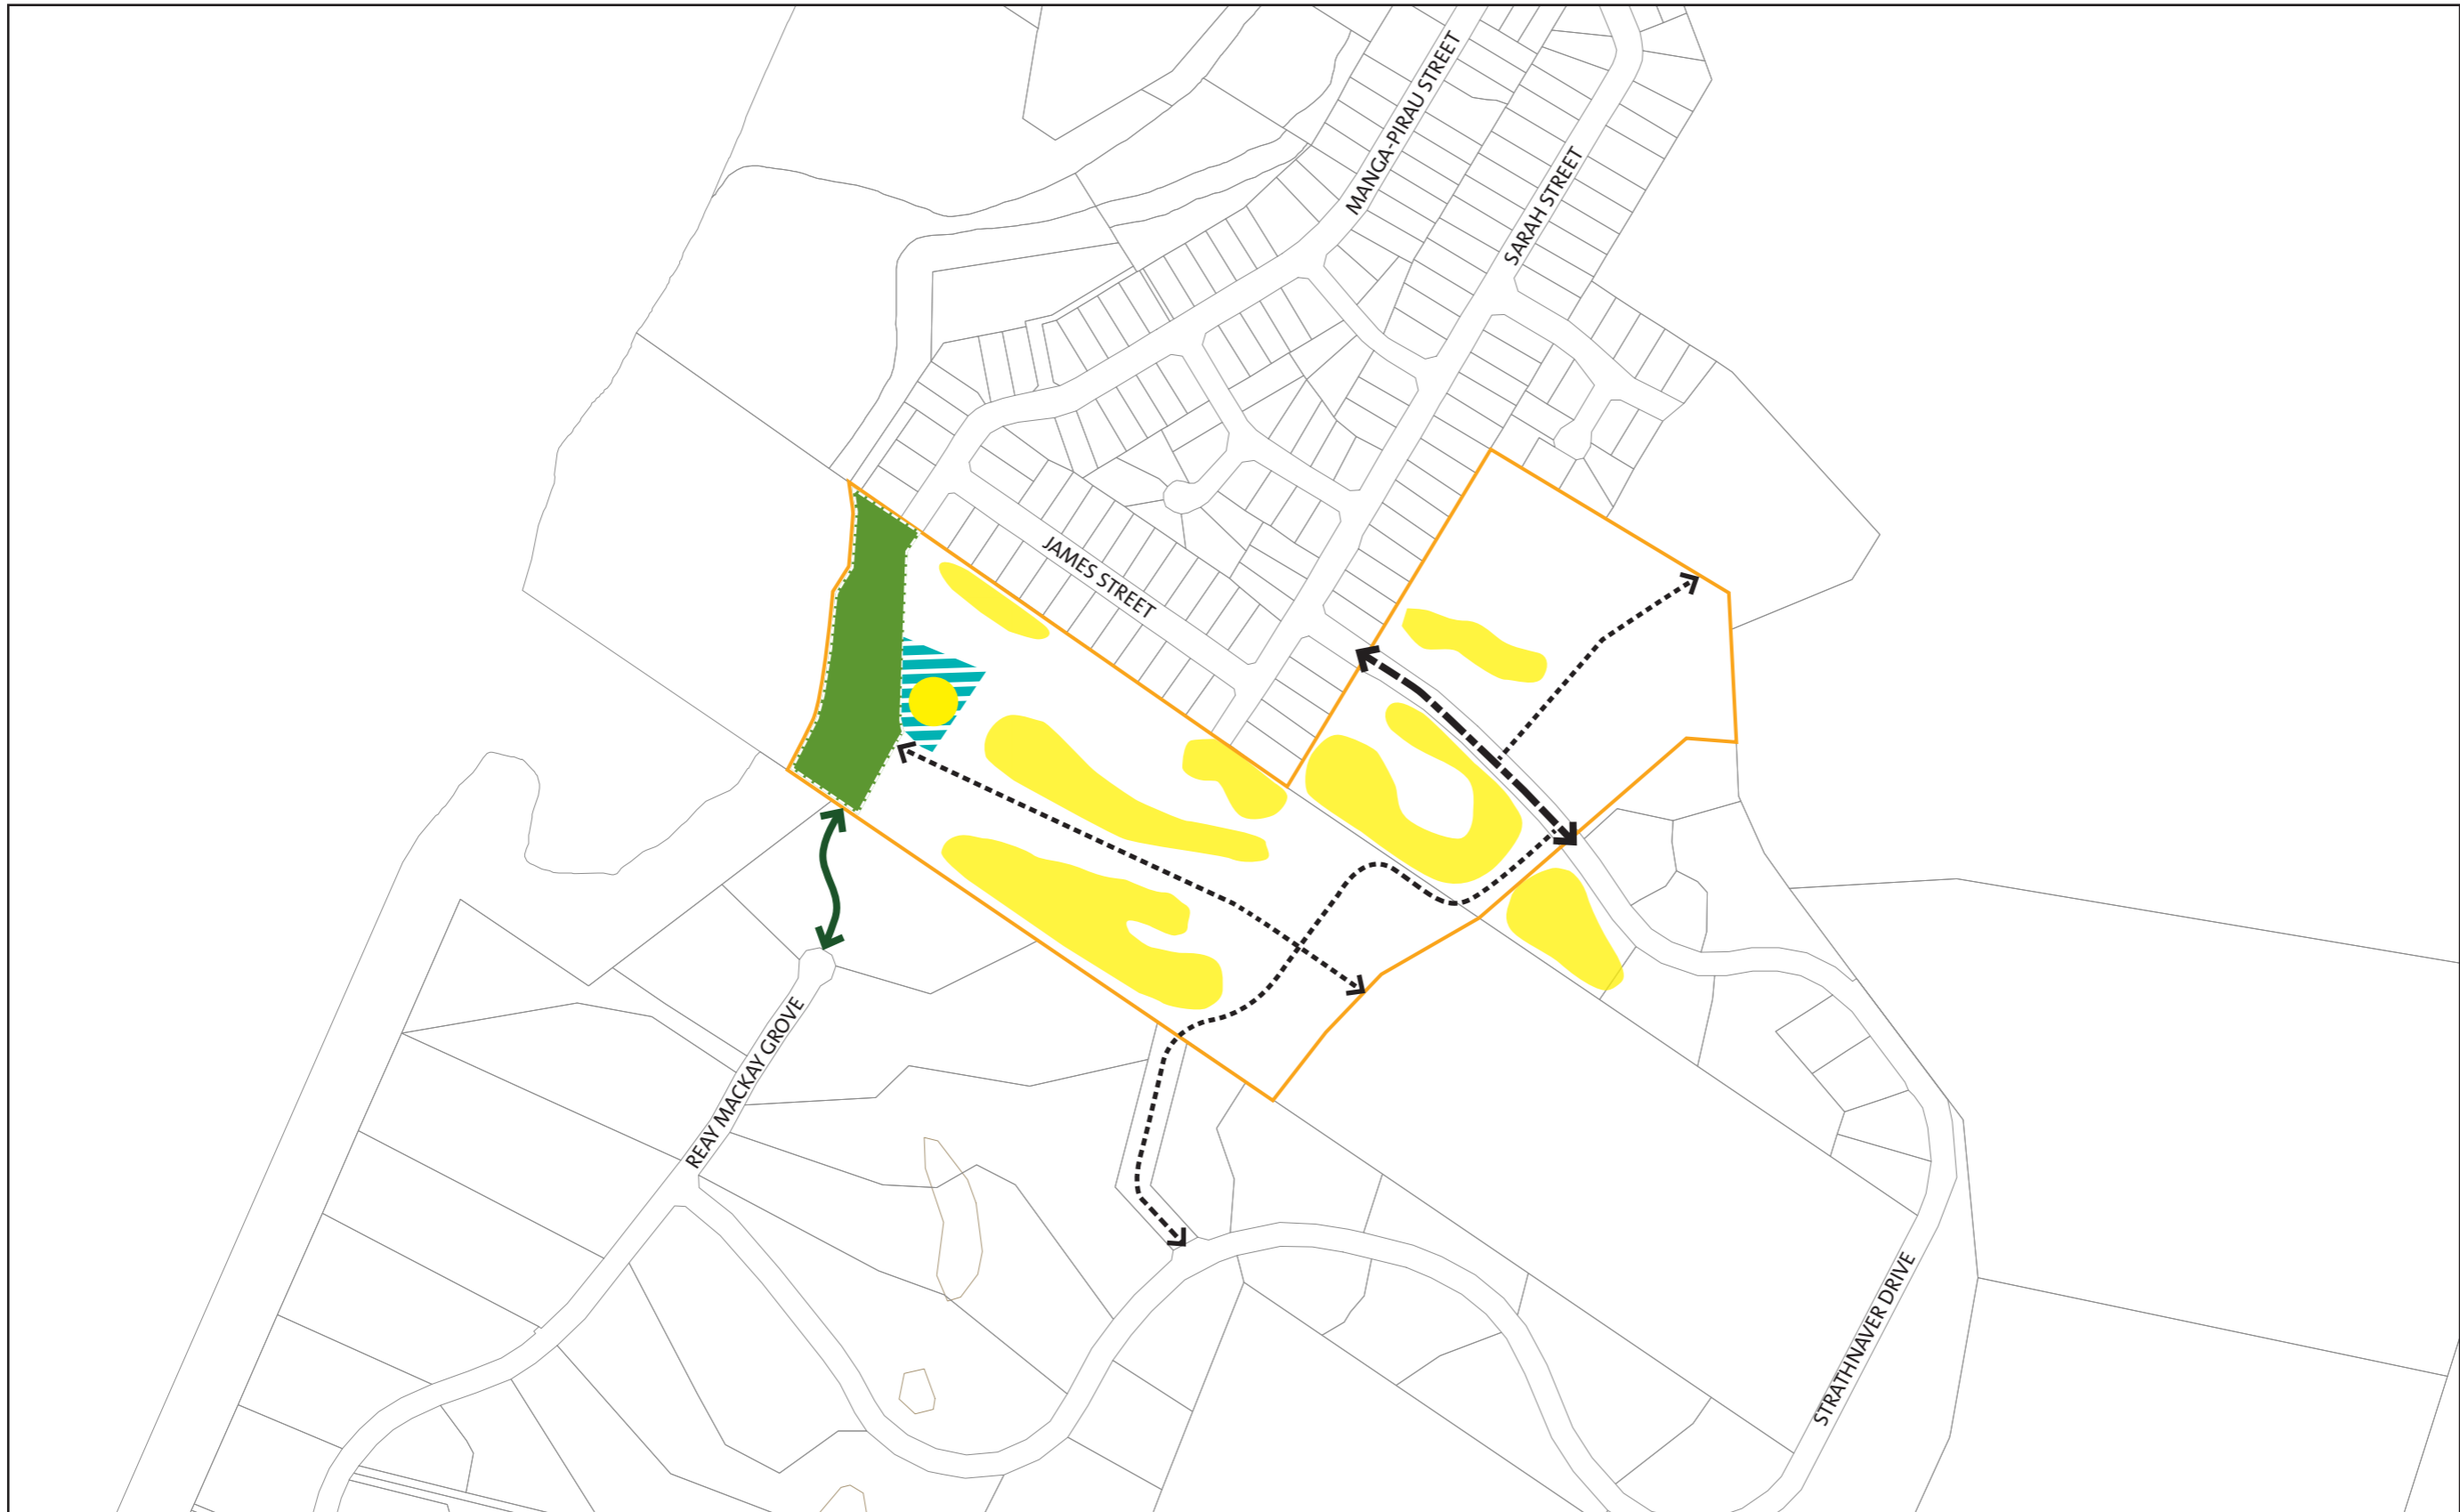 MANGA-PIRAU STREET
SARAH STREET
JAMES STREET
REAY MACKAY GROVE
STRATHNAVER DRIVE